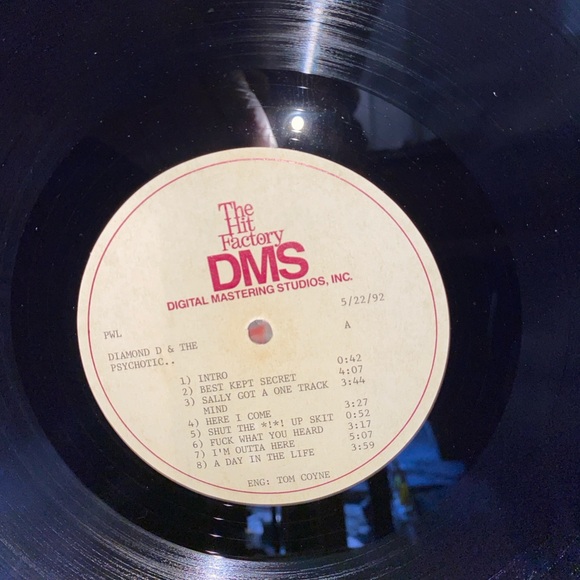 The
Hit
Factory
DMS
DIGITAL MASTERING STUDIOS, INC.
5/22/92
PWL
A
DIAMOND D & THE
PSYCHOTIC..
1) INTRO 0:42
2) BEST KEPT SECRET 4:07
3) SALLY GOT A ONE TRACK 3:44
MIND
4) HERE I COME 3:27
5) SHUT THE *!*! UP SKIT 0:52
6) FUCK WHAT YOU HEARD 3:17
7) I'M OUTTA HERE 5:07
8) A DAY IN THE LIFE 3:59
ENG: TOM COYNE